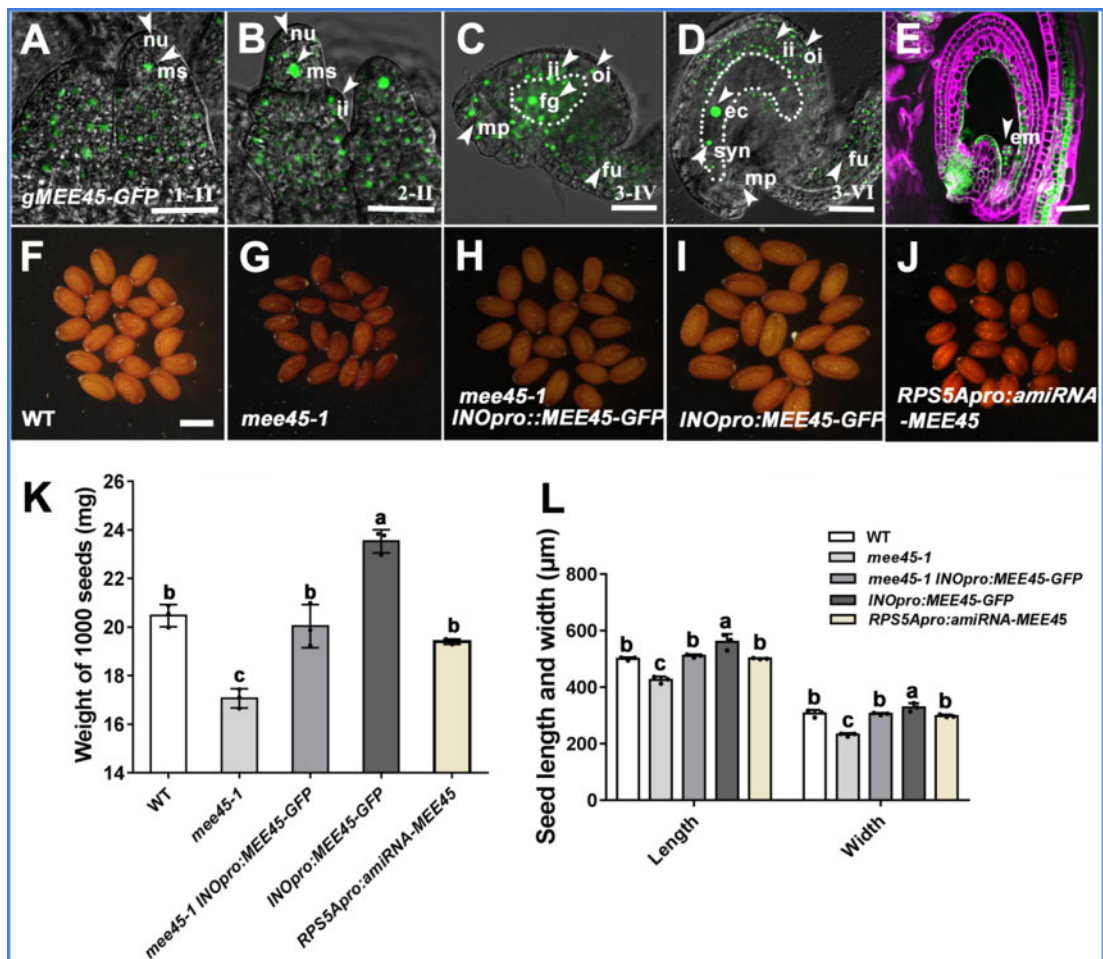 A
nu
ms
gMEE45-GFP
1-II
B
nu
ms
ii
2-II
C
ii
oi
fg
mp
fu
3-IV
D
ii
oi
ec
syn
fu
mp
3-VI
E
em
F
WT
G
mee45-1
H
mee45-1
INOpro::MEE45-GFP
I
INOpro:MEE45-GFP
J
RPS5Apro:amiRNA
-MEE45
K
Weight of 1000 seeds (mg)
26
24
22
20
18
16
14
b
c
b
a
b
WT
mee45-1
mee45-1 INOpro:MEE45-GFP
INOpro:MEE45-GFP
RPS5Apro:amiRNA-MEE45
L
Seed length and width (μm)
800
600
400
200
0
WT
mee45-1
mee45-1 INOpro:MEE45-GFP
INOpro:MEE45-GFP
RPS5Apro:amiRNA-MEE45
b
c
b
a
b
b
c
b
a
b
Length
Width